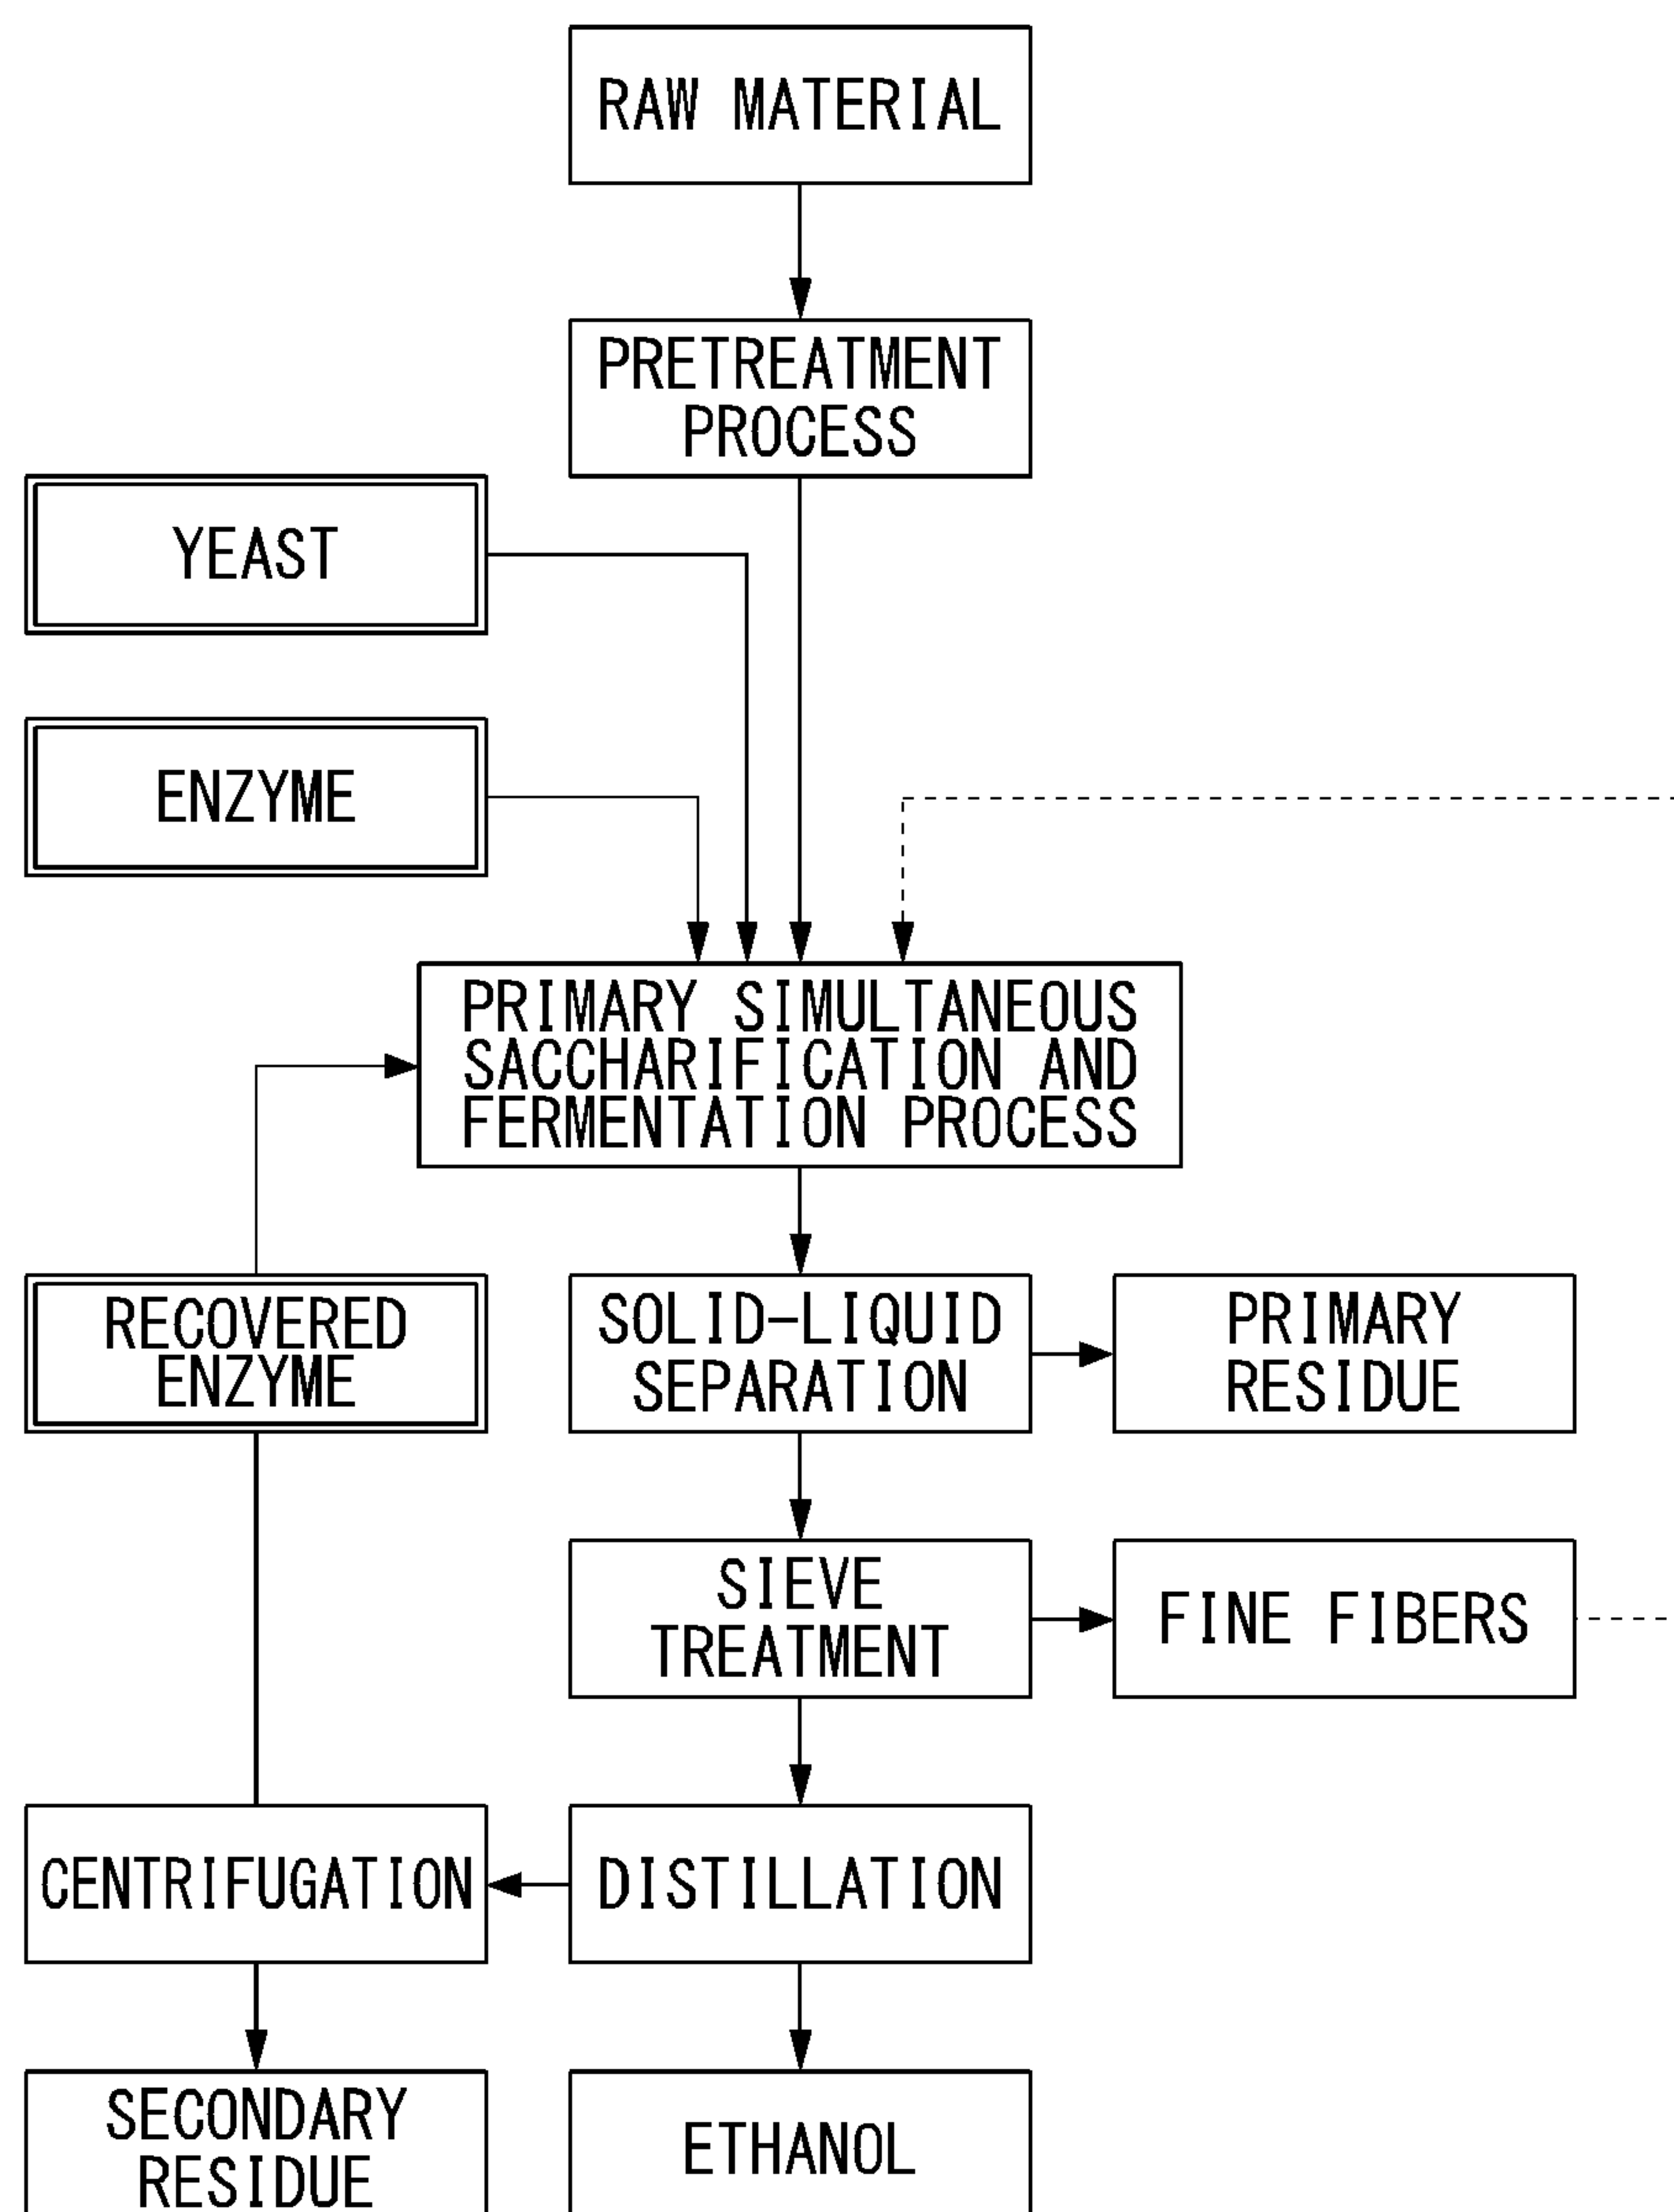 RAW MATERIAL
PRETREATMENT
PROCESS
YEAST
ENZYME
PRIMARY SIMULTANEOUS
SACCHARIFICATION AND
FERMENTATION PROCESS
RECOVERED
ENZYME
SOLID-LIQUID
SEPARATION
PRIMARY
RESIDUE
SIEVE
TREATMENT
FINE FIBERS
CENTRIFUGATION
DISTILLATION
SECONDARY
RESIDUE
ETHANOL